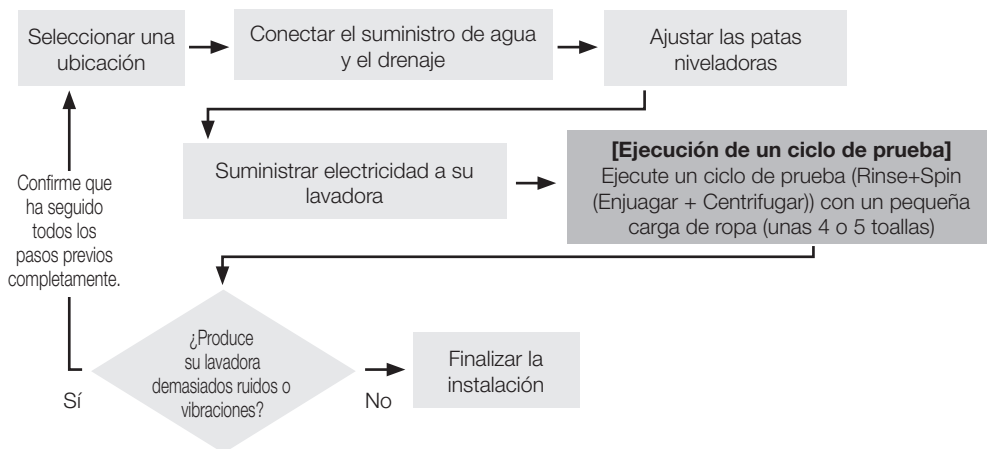 Seleccionar una
ubicación
Conectar el suministro de agua
y el drenaje
Ajustar las patas
niveladoras
Suministrar electricidad a su
lavadora
[Ejecución de un ciclo de prueba]
Ejecute un ciclo de prueba (Rinse+Spin
(Enjuagar + Centrifugar)) con un pequeña
carga de ropa (unas 4 o 5 toallas)
Confirme que
ha seguido
todos los
pasos previos
completamente.
¿Produce
su lavadora
demasiados ruidos o
vibraciones?
Sí
No
Finalizar la
instalación